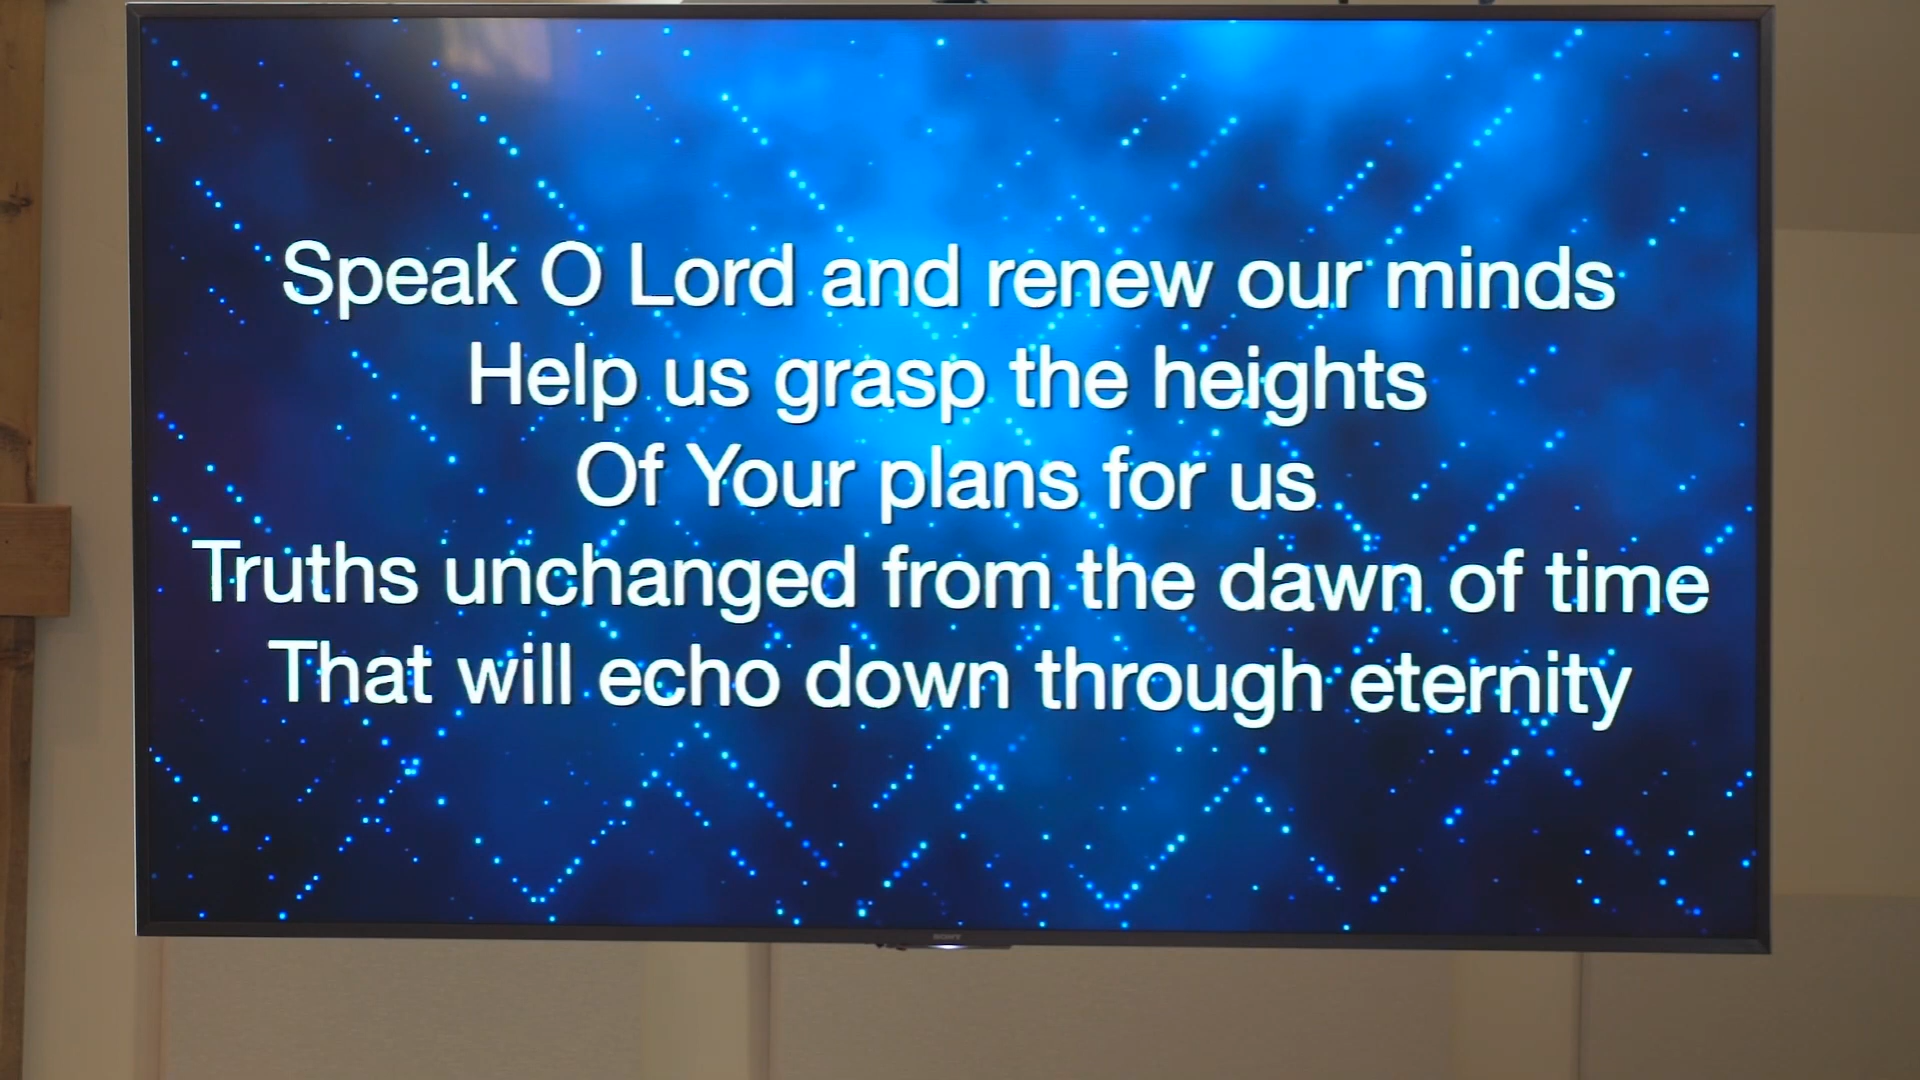 Speak O Lord and renew our minds
Help us grasp the heights
Of Your plans for us
Truths unchanged from the dawn of time
That will echo down through eternity
SONY